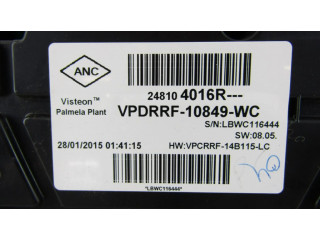 ANC
24810 4016R---
Visteon™
Palmela Plant
VPDRRF-10849-WC
S/N:LBWC116444
SW:08.05.
28/01/2015 01:41:15
HW:VPCRRF-14B115-LC
*LBWC116444*